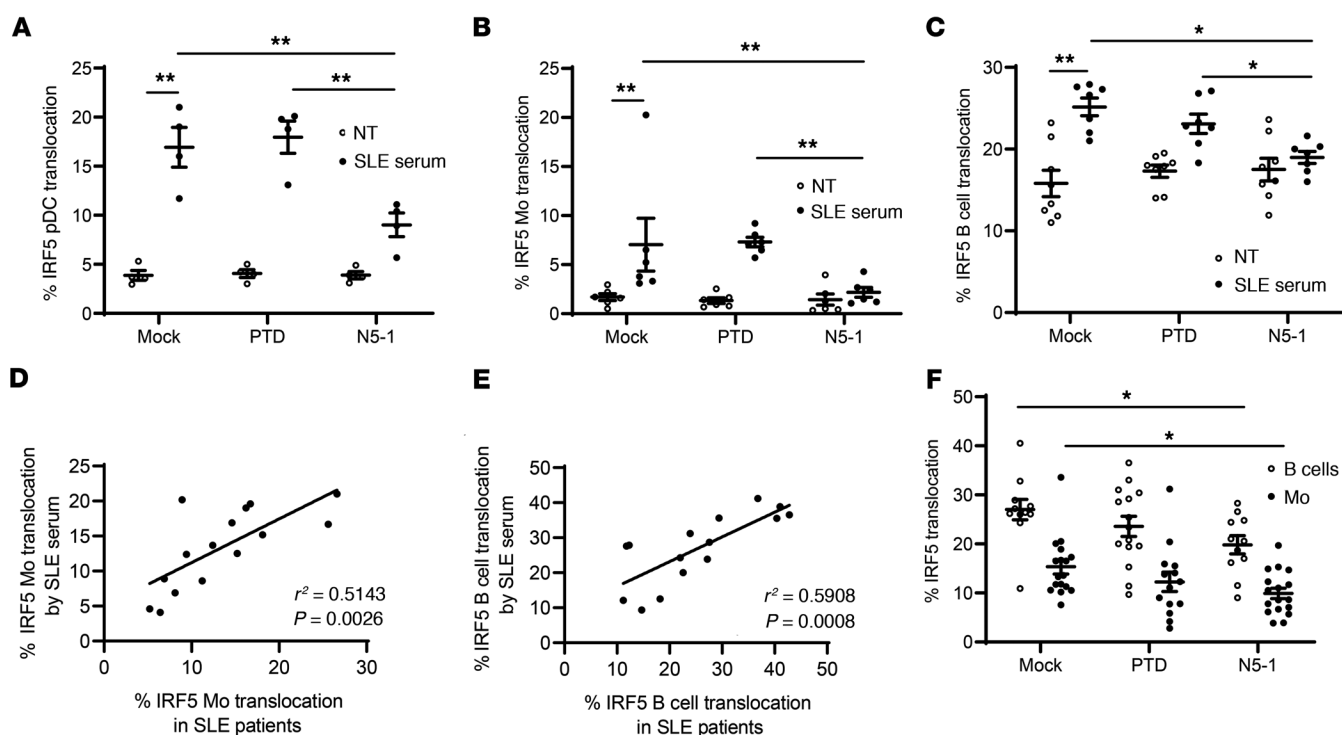 A
% IRF5 pDC translocation
25
20
15
10
5
0
**
**
**
NT
SLE serum
Mock
PTD
N5-1
B
% IRF5 Mo translocation
25
20
15
10
5
0
**
**
**
NT
SLE serum
Mock
PTD
N5-1
C
% IRF5 B cell translocation
30
20
10
0
**
*
*
NT
SLE serum
Mock
PTD
N5-1
D
% IRF5 Mo translocation
by SLE serum
25
20
15
10
5
0
r² = 0.5143
P = 0.0026
0
10
20
30
% IRF5 Mo translocation
in SLE patients
E
% IRF5 B cell translocation
by SLE serum
50
40
30
20
10
0
r² = 0.5908
P = 0.0008
0
10
20
30
40
50
% IRF5 B cell translocation
in SLE patients
F
% IRF5 translocation
50
40
30
20
10
0
*
*
B cells
Mo
Mock
PTD
N5-1